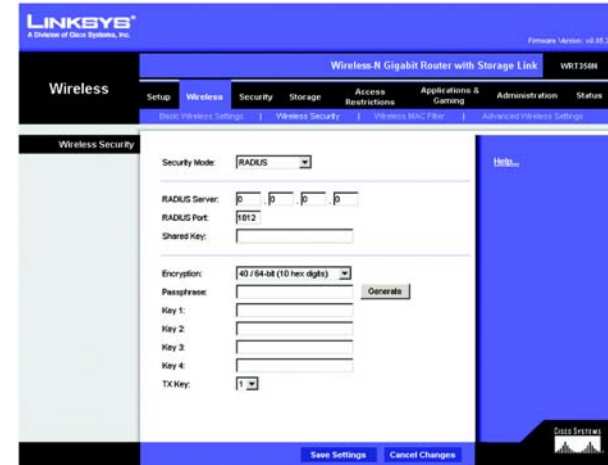 LINKSYS®
A Division of Cisco Systems, Inc.
Firmware Version: v0.85.
Wireless-N Gigabit Router with Storage Link WRT350N
Wireless
Setup Wireless Security Storage Access Restrictions Applications & Gaming Administration Status
Basic Wireless Settings | Wireless Security | Wireless MAC Filter | Advanced Wireless Settings
Wireless Security
Security Mode: RADIUS
Help...
RADIUS Server: 0 . 0 . 0 . 0
RADIUS Port: 1812
Shared Key:
Encryption: 40 / 64-bit (10 hex digits)
Passphrase: Generate
Key 1:
Key 2:
Key 3:
Key 4:
TX Key: 1
Save Settings Cancel Changes
CISCO SYSTEMS